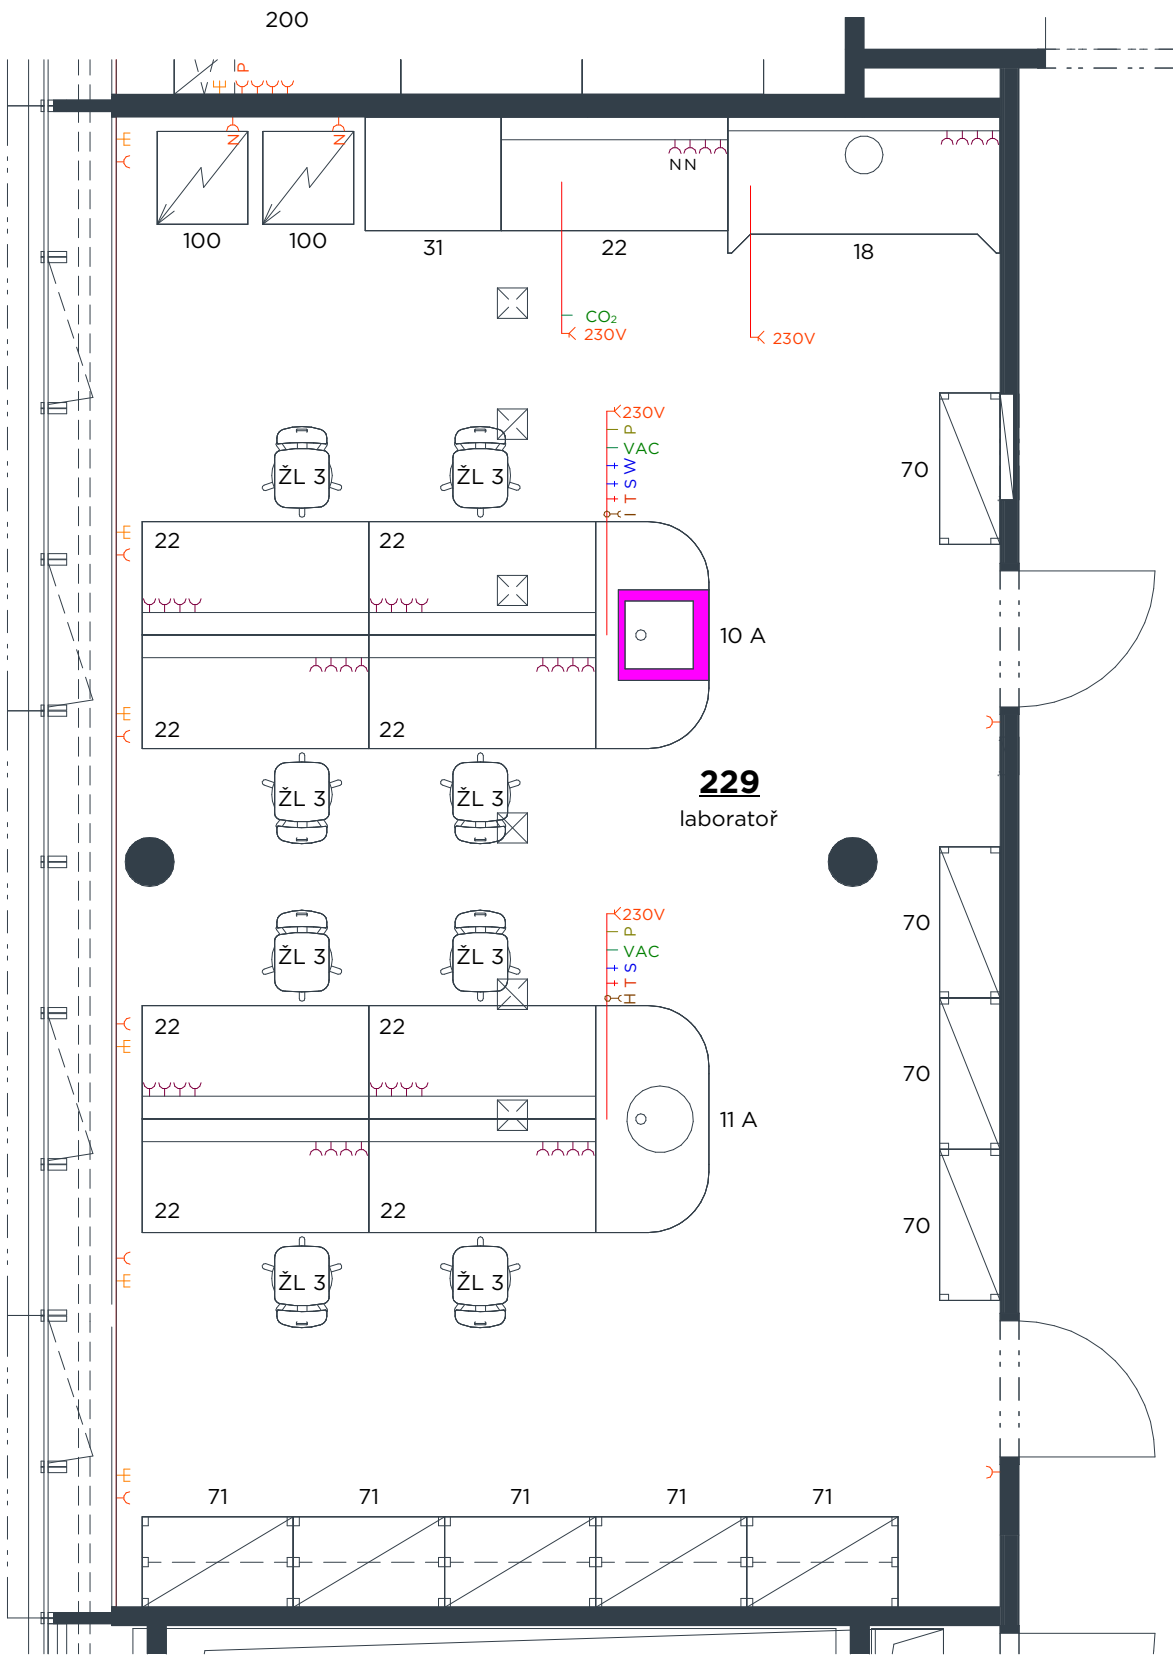 200
E P
N N
E
100 100 31 22 NN 18
CO₂
230V 230V
230V
P
VAC
W
S
T
I
ŽL 3 ŽL 3
70
E
22 22
10 A
E
22 22
ŽL 3 ŽL 3
229
laboratoř
70
230V
P
VAC
S
T
H
ŽL 3 ŽL 3
22 22
E
70
11 A
22 22
70
E
ŽL 3 ŽL 3
E
71 71 71 71 71